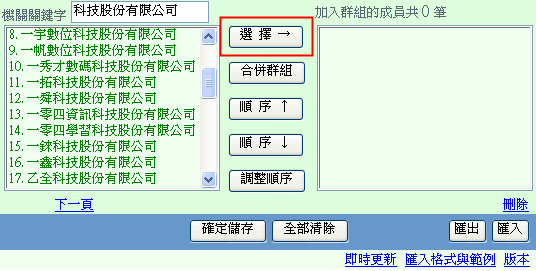 機關關鍵字 科技股份有限公司
加入群組的成員共 0 筆
8. 一宇數位科技股份有限公司
9. 一帆數位科技股份有限公司
10. 一秀才數碼科技股份有限公司
11. 一拓科技股份有限公司
12. 一舜科技股份有限公司
13. 一零四資訊科技股份有限公司
14. 一零四學習科技股份有限公司
15. 一錸科技股份有限公司
16. 一鑫科技股份有限公司
17. 乙全科技股份有限公司
選 擇 →
合併群組
順 序 ↑
順 序 ↓
調整順序
下一頁
刪除
確定儲存 全部清除 匯出 匯入
即時更新 匯入格式與範例 版本